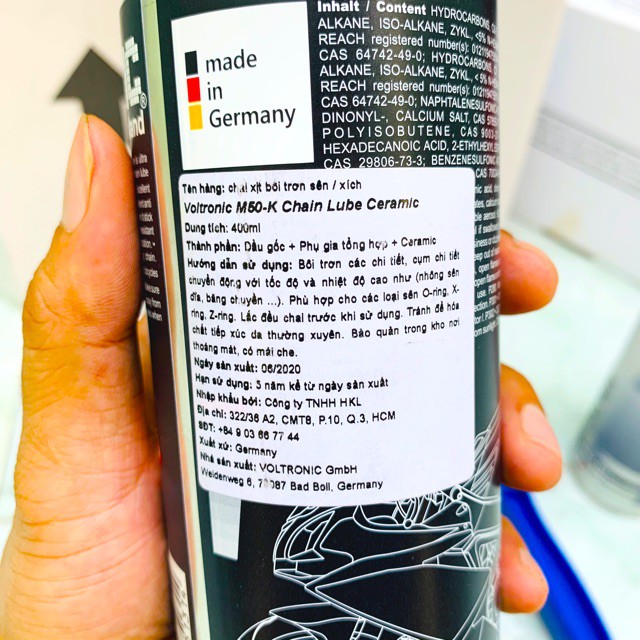 made
in
Germany
Inhalt / Content HYDROCARBONS,
ALKANE, ISO-ALKANE, ZYKL, <5%
REACH registered number(s):
CAS 64742-49-0; HYDROCARBONS,
ALKANE, ISO-ALKANE, ZYKL, <5%
REACH registered number(s):
CAS 64742-49-0;
DINONYL-, CALCIUM SALT, CAS
POLYISOBUTENE, CAS
HEXADECANOIC ACID,
CAS 29806-73-3;
Tên hàng: chai xịt bôi trơn sên / xích
Voltronic M50-K Chain Lube Ceramic
Dung tích: 400ml
Thành phần: Dầu gốc + Phụ gia tổng hợp + Ceramic
Hướng dẫn sử dụng: Bôi trơn các chi tiết, cụm chi tiết
chuyển động với tốc độ và nhiệt độ cao như (nhông sên
dĩa, băng chuyền ...). Phù hợp cho các loại sên O-ring, X-
ring, Z-ring. Lắc đều chai trước khi sử dụng. Tránh để hóa
chất tiếp xúc da thường xuyên. Bảo quản trong kho nơi
thoáng mát, có mái che.
Ngày sản xuất: 06/2020
Hạn sử dụng: 5 năm kể từ ngày sản xuất
Nhập khẩu bởi: Công ty TNHH HKL
Địa chỉ: 322/36 A2, CMT8, P.10, Q.3, HCM
SĐT: +84 9 03 66 77 44
Xuất xứ: Germany
Nhà sản xuất: VOLTRONIC GmbH
Weidenweg 6, Bad Boll, Germany